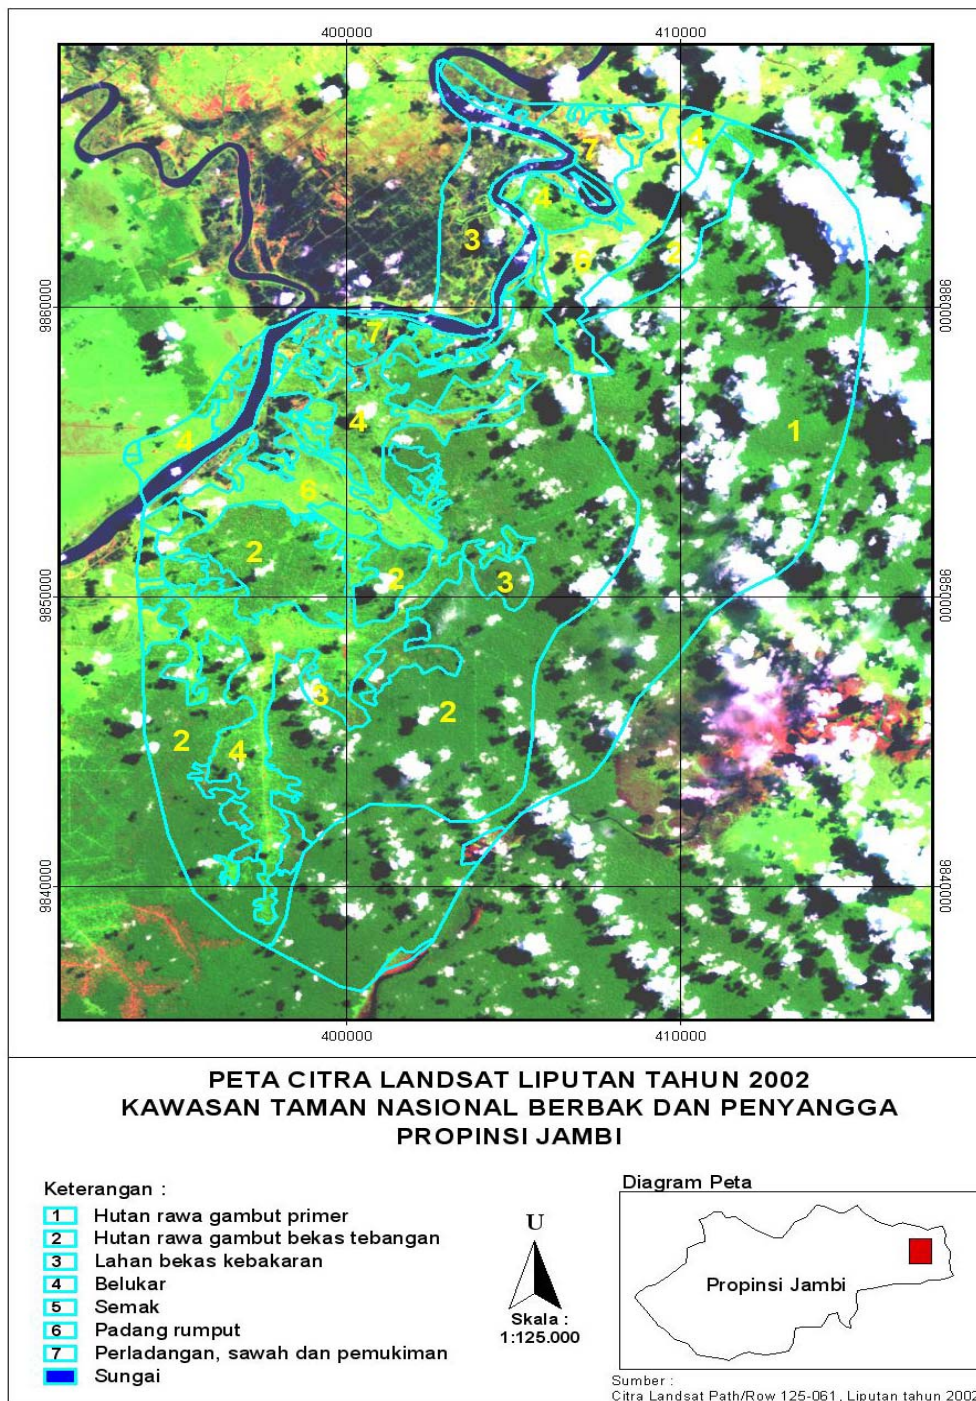 400000 410000
7
4
4
3
2
6
9860000 9860000
7
4
1
4
6
2
2
3
9850000 9850000
3
2
2
4
9840000 9840000
400000 410000
PETA CITRA LANDSAT LIPUTAN TAHUN 2002
KAWASAN TAMAN NASIONAL BERBAK DAN PENYANGGA
PROPINSI JAMBI
Keterangan :
1 Hutan rawa gambut primer
2 Hutan rawa gambut bekas tebangan
3 Lahan bekas kebakaran
4 Belukar
5 Semak
6 Padang rumput
7 Perladangan, sawah dan pemukiman
Sungai
U
Skala :
1:125.000
Diagram Peta
Propinsi Jambi
Sumber :
Citra Landsat Path/Row 125-061, Liputan tahun 2002